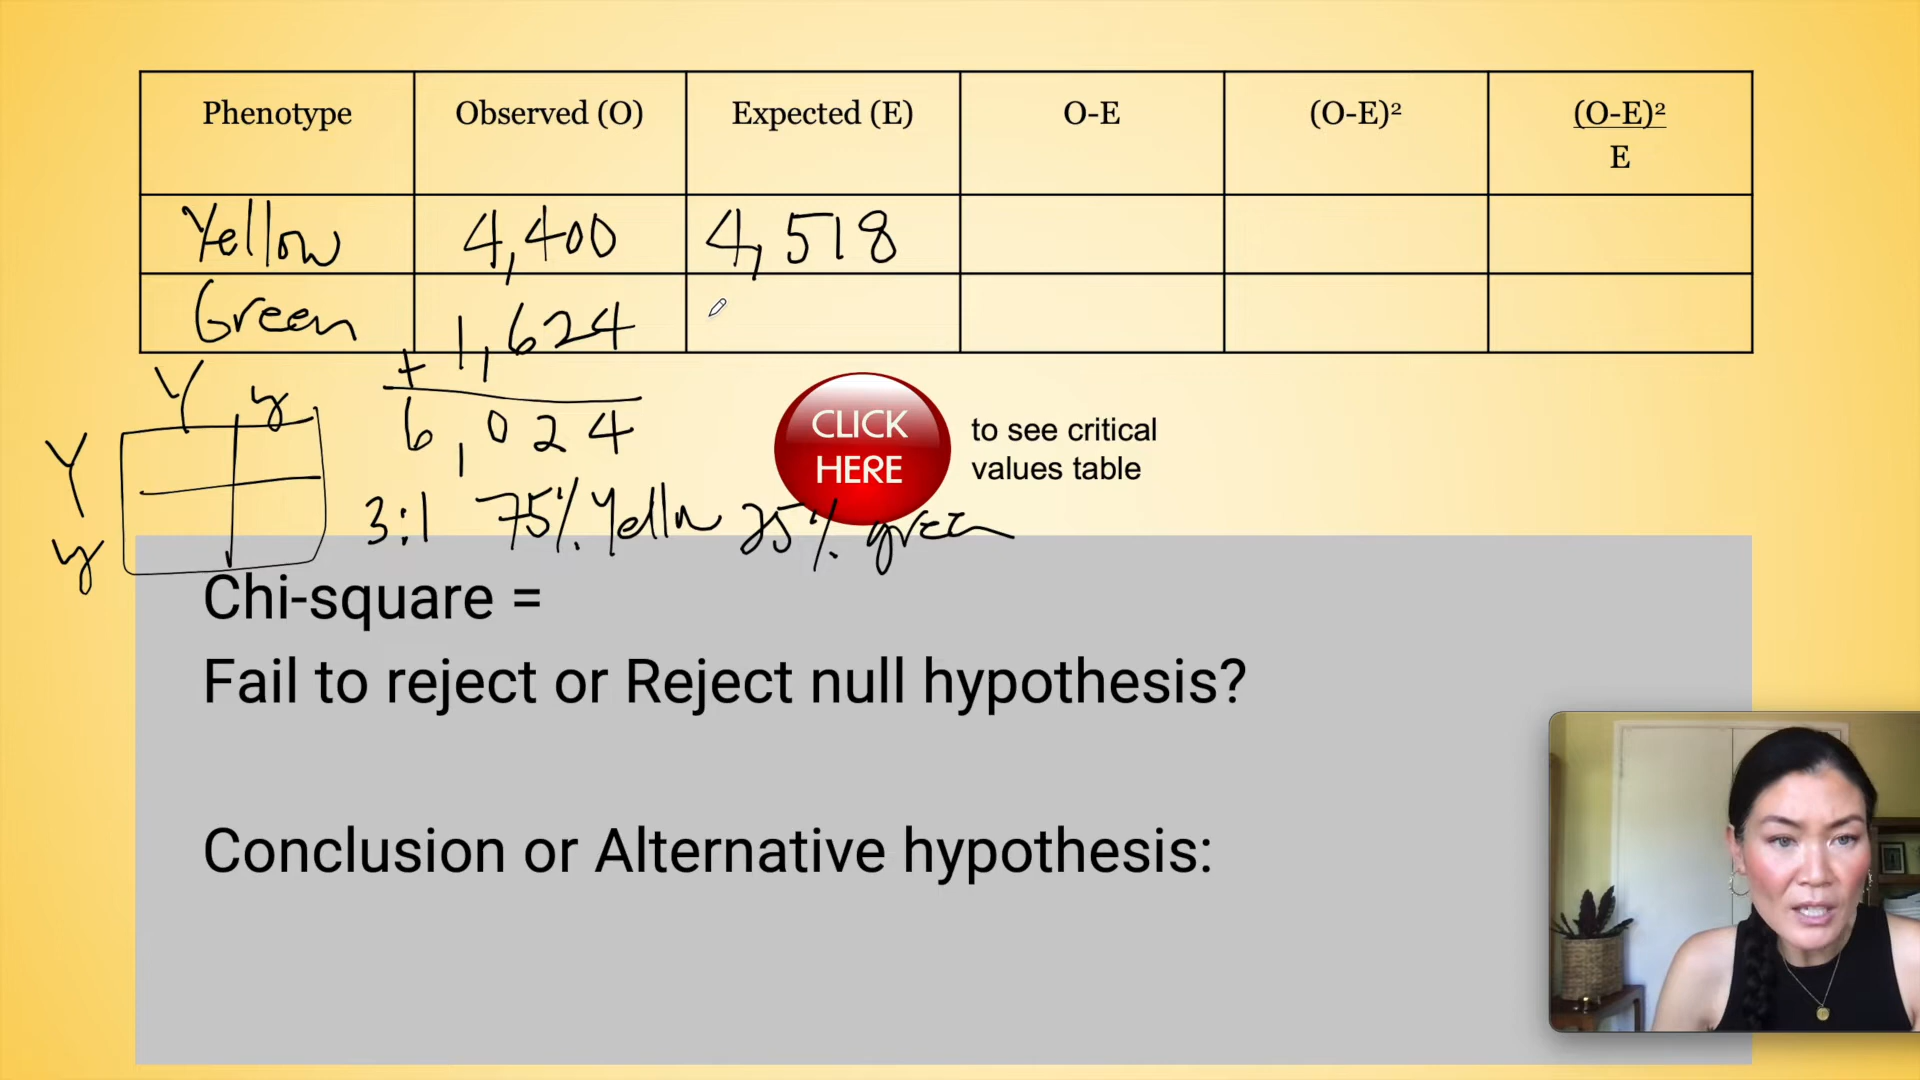 Phenotype Observed (O) Expected (E) O-E (O-E)² (O-E)²
E
Yellow 4,400 4,518
Green 1,624
+
6,024
Y y
Y
y
3:1 75% Yellow 25% green
CLICK
HERE
to see critical
values table
Chi-square =
Fail to reject or Reject null hypothesis?
Conclusion or Alternative hypothesis: